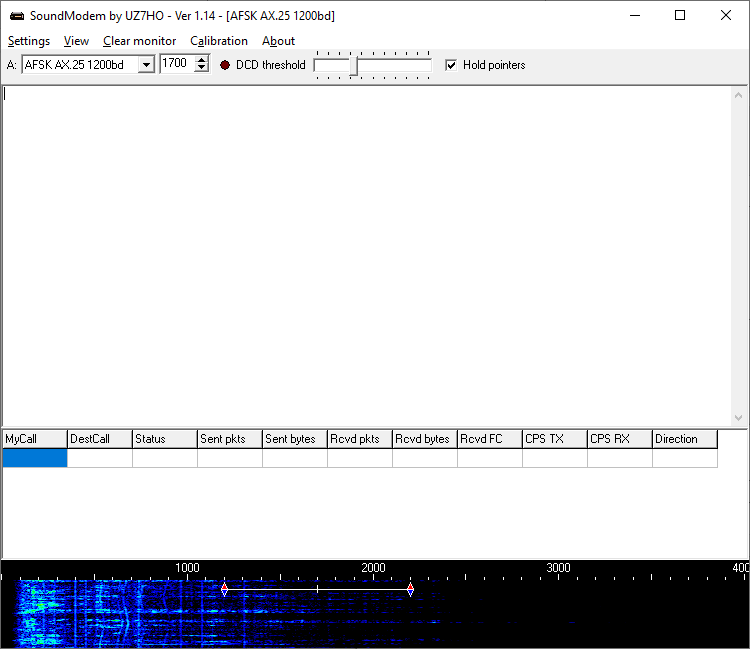 SoundModem by UZ7HO - Ver 1.14 - [AFSK AX.25 1200bd]
Settings View Clear monitor Calibration About
A: AFSK AX.25 1200bd 1700 DCD threshold Hold pointers
MyCall DestCall Status Sent pkts Sent bytes Rcvd pkts Rcvd bytes Rcvd FC CPS TX CPS RX Direction
1000 2000 3000 400